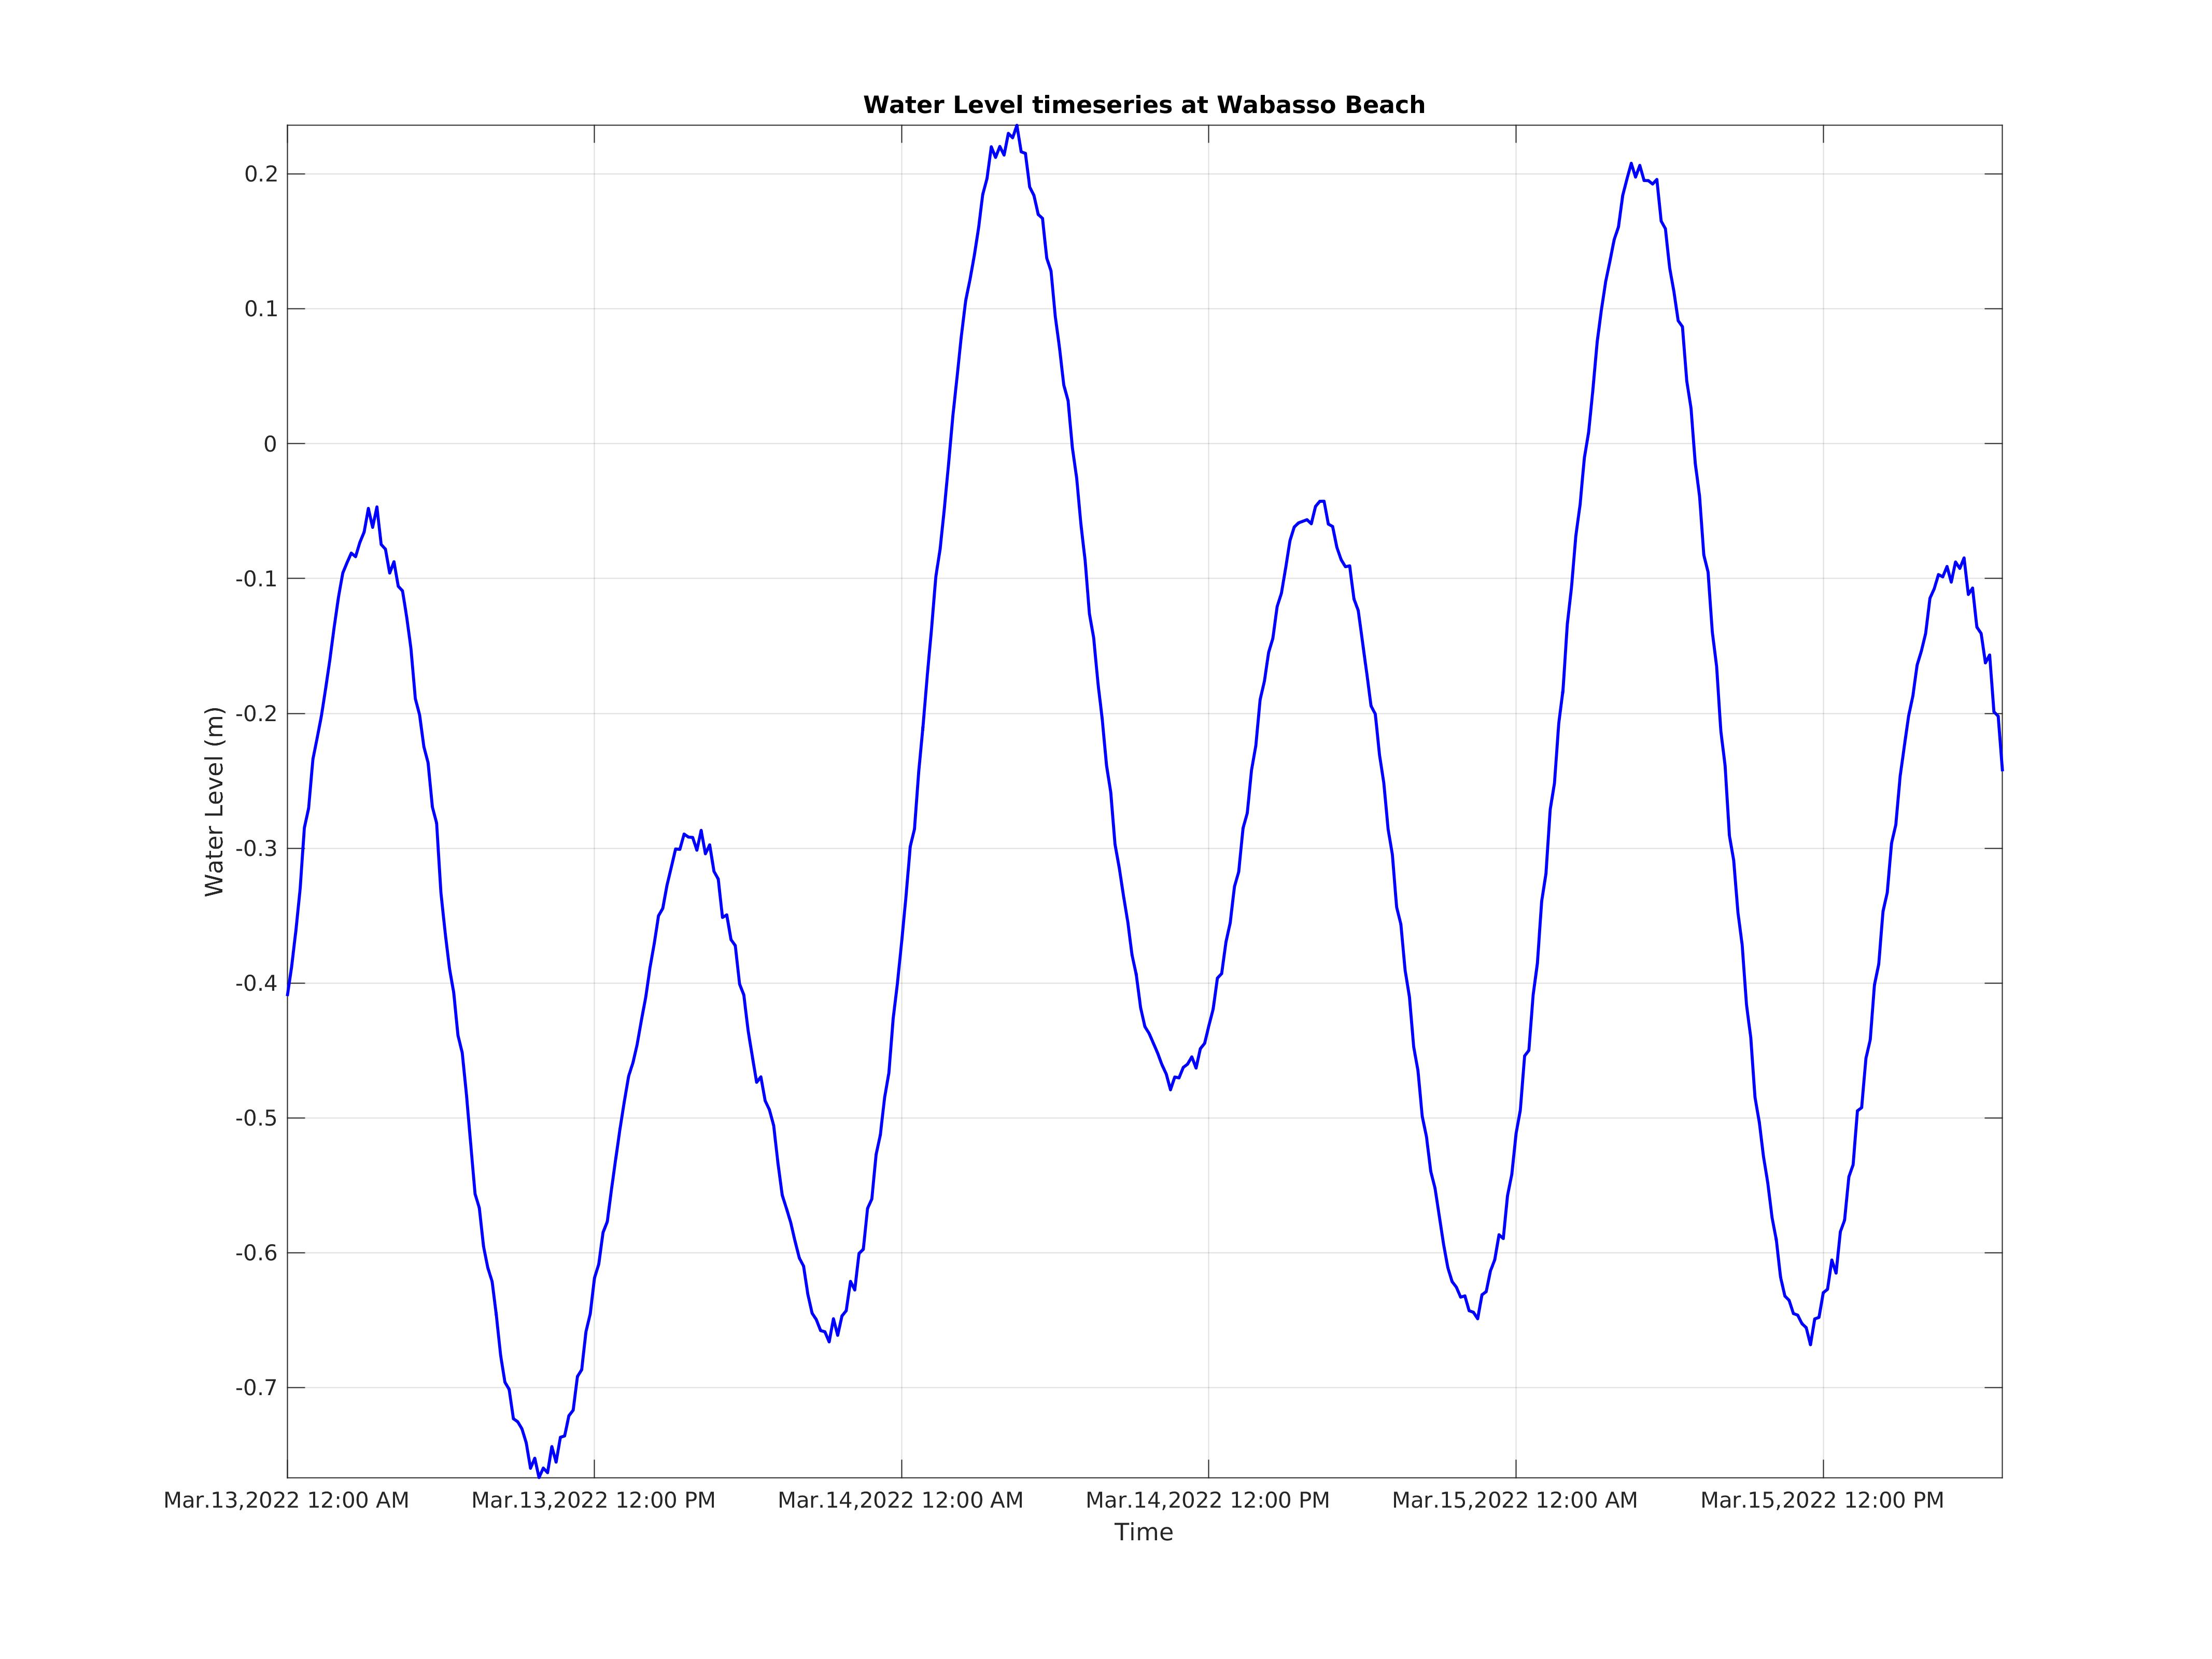 Water Level timeseries at Wabasso Beach
0.2
0.1
0
-0.1
-0.2
-0.3
-0.4
-0.5
-0.6
-0.7
Water Level (m)
Mar.13,2022 12:00 AM
Mar.13,2022 12:00 PM
Mar.14,2022 12:00 AM
Mar.14,2022 12:00 PM
Mar.15,2022 12:00 AM
Mar.15,2022 12:00 PM
Time